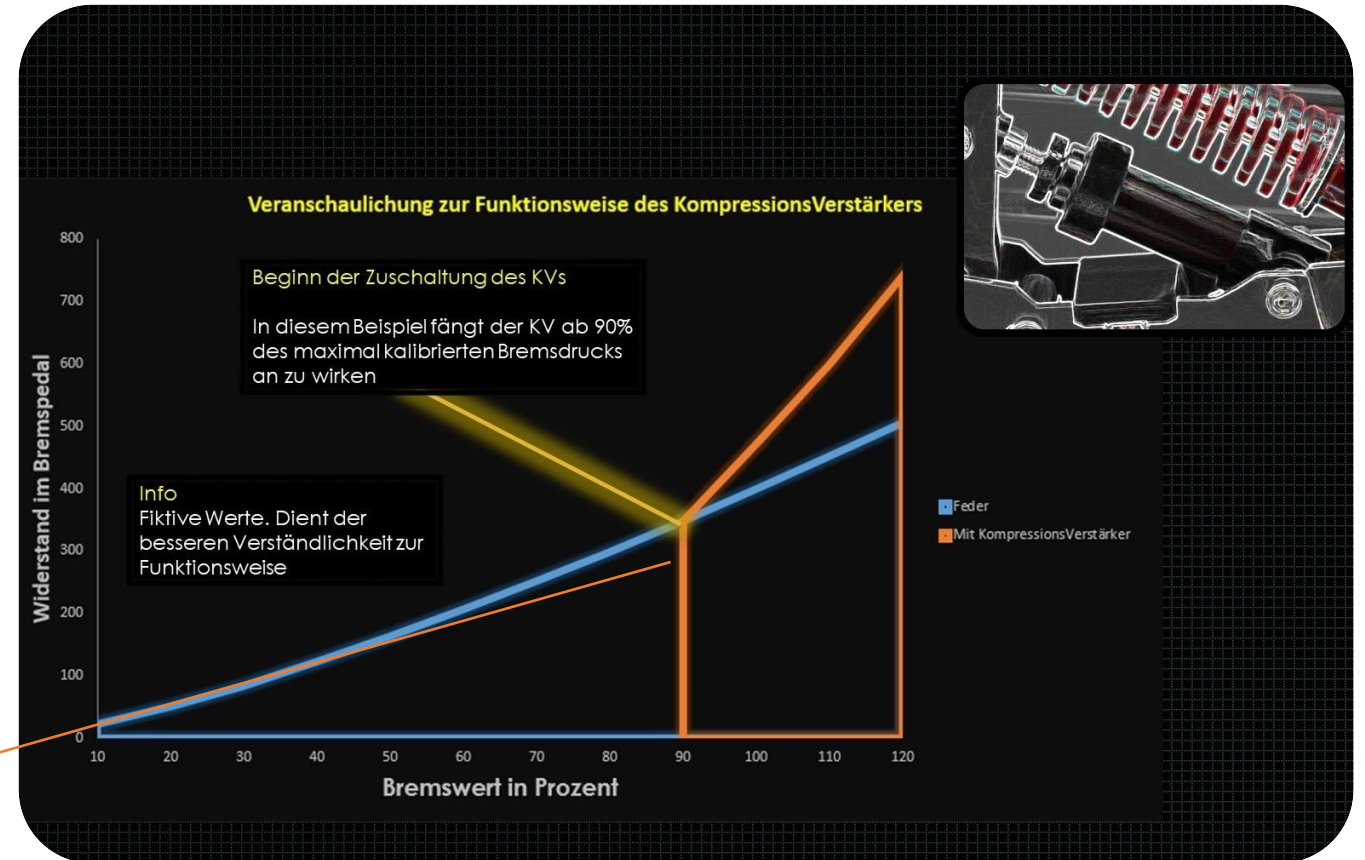 Veranschaulichung zur Funktionsweise des KompressionsVerstärkers
800
700
600
500
400
300
200
100
0
Widerstand im Bremspedal
Beginn der Zuschaltung des KVs
In diesem Beispiel fängt der KV ab 90%
des maximal kalibrierten Bremsdrucks
an zu wirken
Info
Fiktive Werte. Dient der
besseren Verständlichkeit zur
Funktionsweise
Feder
Mit KompressionsVerstärker
10 20 30 40 50 60 70 80 90 100 110 120
Bremswert in Prozent